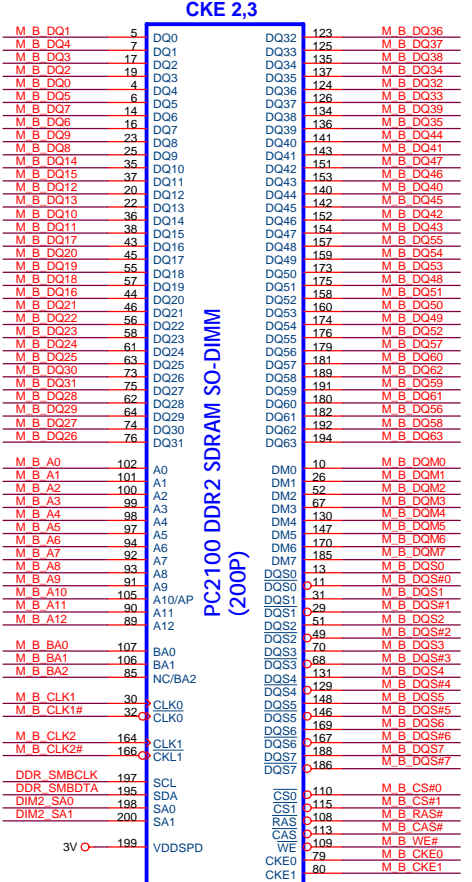 CKE 2,3
M_B_DQ1 5 DQ0
M_B_DQ4 7 DQ1
M_B_DQ3 17 DQ2
M_B_DQ2 19 DQ3
M_B_DQ0 4 DQ4
M_B_DQ5 6 DQ5
M_B_DQ7 14 DQ6
M_B_DQ6 16 DQ7
M_B_DQ9 23 DQ8
M_B_DQ8 25 DQ9
M_B_DQ14 35 DQ10
M_B_DQ15 37 DQ11
M_B_DQ12 20 DQ12
M_B_DQ13 22 DQ13
M_B_DQ10 36 DQ14
M_B_DQ11 38 DQ15
M_B_DQ17 43 DQ16
M_B_DQ20 45 DQ17
M_B_DQ19 55 DQ18
M_B_DQ18 57 DQ19
M_B_DQ16 44 DQ20
M_B_DQ21 46 DQ21
M_B_DQ22 56 DQ22
M_B_DQ23 58 DQ23
M_B_DQ24 61 DQ24
M_B_DQ25 63 DQ25
M_B_DQ30 73 DQ26
M_B_DQ31 75 DQ27
M_B_DQ28 62 DQ28
M_B_DQ29 64 DQ29
M_B_DQ27 74 DQ30
M_B_DQ26 76 DQ31
M_B_A0 102 A0
M_B_A1 101 A1
M_B_A2 100 A2
M_B_A3 99 A3
M_B_A4 98 A4
M_B_A5 97 A5
M_B_A6 94 A6
M_B_A7 92 A7
M_B_A8 93 A8
M_B_A9 91 A9
M_B_A10 105 A10/AP
M_B_A11 90 A11
M_B_A12 89 A12
M_B_BA0 107 BA0
M_B_BA1 106 BA1
M_B_BA2 85 NC/BA2
M_B_CLK1 30 CLK0
M_B_CLK1# 32 CLK0
M_B_CLK2 164 CLK1
M_B_CLK2# 166 CKL1
DDR_SMBCLK 197 SCL
DDR_SMBDTA 195 SDA
DIM2_SA0 198 SA0
DIM2_SA1 200 SA1
3V 199 VDDSPD
PC2100 DDR2 SDRAM SO-DIMM
(200P)
DQ32 123 M_B_DQ36
DQ33 125 M_B_DQ37
DQ34 135 M_B_DQ38
DQ35 137 M_B_DQ34
DQ36 124 M_B_DQ32
DQ37 126 M_B_DQ33
DQ38 134 M_B_DQ39
DQ39 136 M_B_DQ35
DQ40 141 M_B_DQ44
DQ41 143 M_B_DQ41
DQ42 151 M_B_DQ47
DQ43 153 M_B_DQ46
DQ44 140 M_B_DQ40
DQ45 142 M_B_DQ45
DQ46 152 M_B_DQ42
DQ47 154 M_B_DQ43
DQ48 157 M_B_DQ55
DQ49 159 M_B_DQ54
DQ50 173 M_B_DQ53
DQ51 175 M_B_DQ48
DQ52 158 M_B_DQ51
DQ53 160 M_B_DQ50
DQ54 174 M_B_DQ49
DQ55 176 M_B_DQ52
DQ56 179 M_B_DQ57
DQ57 181 M_B_DQ60
DQ58 189 M_B_DQ62
DQ59 191 M_B_DQ59
DQ60 180 M_B_DQ61
DQ61 182 M_B_DQ56
DQ62 192 M_B_DQ58
DQ63 194 M_B_DQ63
DM0 10 M_B_DQM0
DM1 26 M_B_DQM1
DM2 52 M_B_DQM2
DM3 67 M_B_DQM3
DM4 130 M_B_DQM4
DM5 147 M_B_DQM5
DM6 170 M_B_DQM6
DM7 185 M_B_DQM7
DQS0 13 M_B_DQS0
DQS0 11 M_B_DQS#0
DQS1 31 M_B_DQS1
DQS1 29 M_B_DQS#1
DQS2 51 M_B_DQS2
DQS2 49 M_B_DQS#2
DQS3 70 M_B_DQS3
DQS3 68 M_B_DQS#3
DQS4 131 M_B_DQS4
DQS4 129 M_B_DQS#4
DQS5 148 M_B_DQS5
DQS5 146 M_B_DQS#5
DQS6 169 M_B_DQS6
DQS6 167 M_B_DQS#6
DQS7 188 M_B_DQS7
DQS7 186 M_B_DQS#7
CS0 110 M_B_CS#0
CS1 115 M_B_CS#1
RAS 108 M_B_RAS#
CAS 113 M_B_CAS#
WE 109 M_B_WE#
CKE0 79 M_B_CKE0
CKE1 80 M_B_CKE1